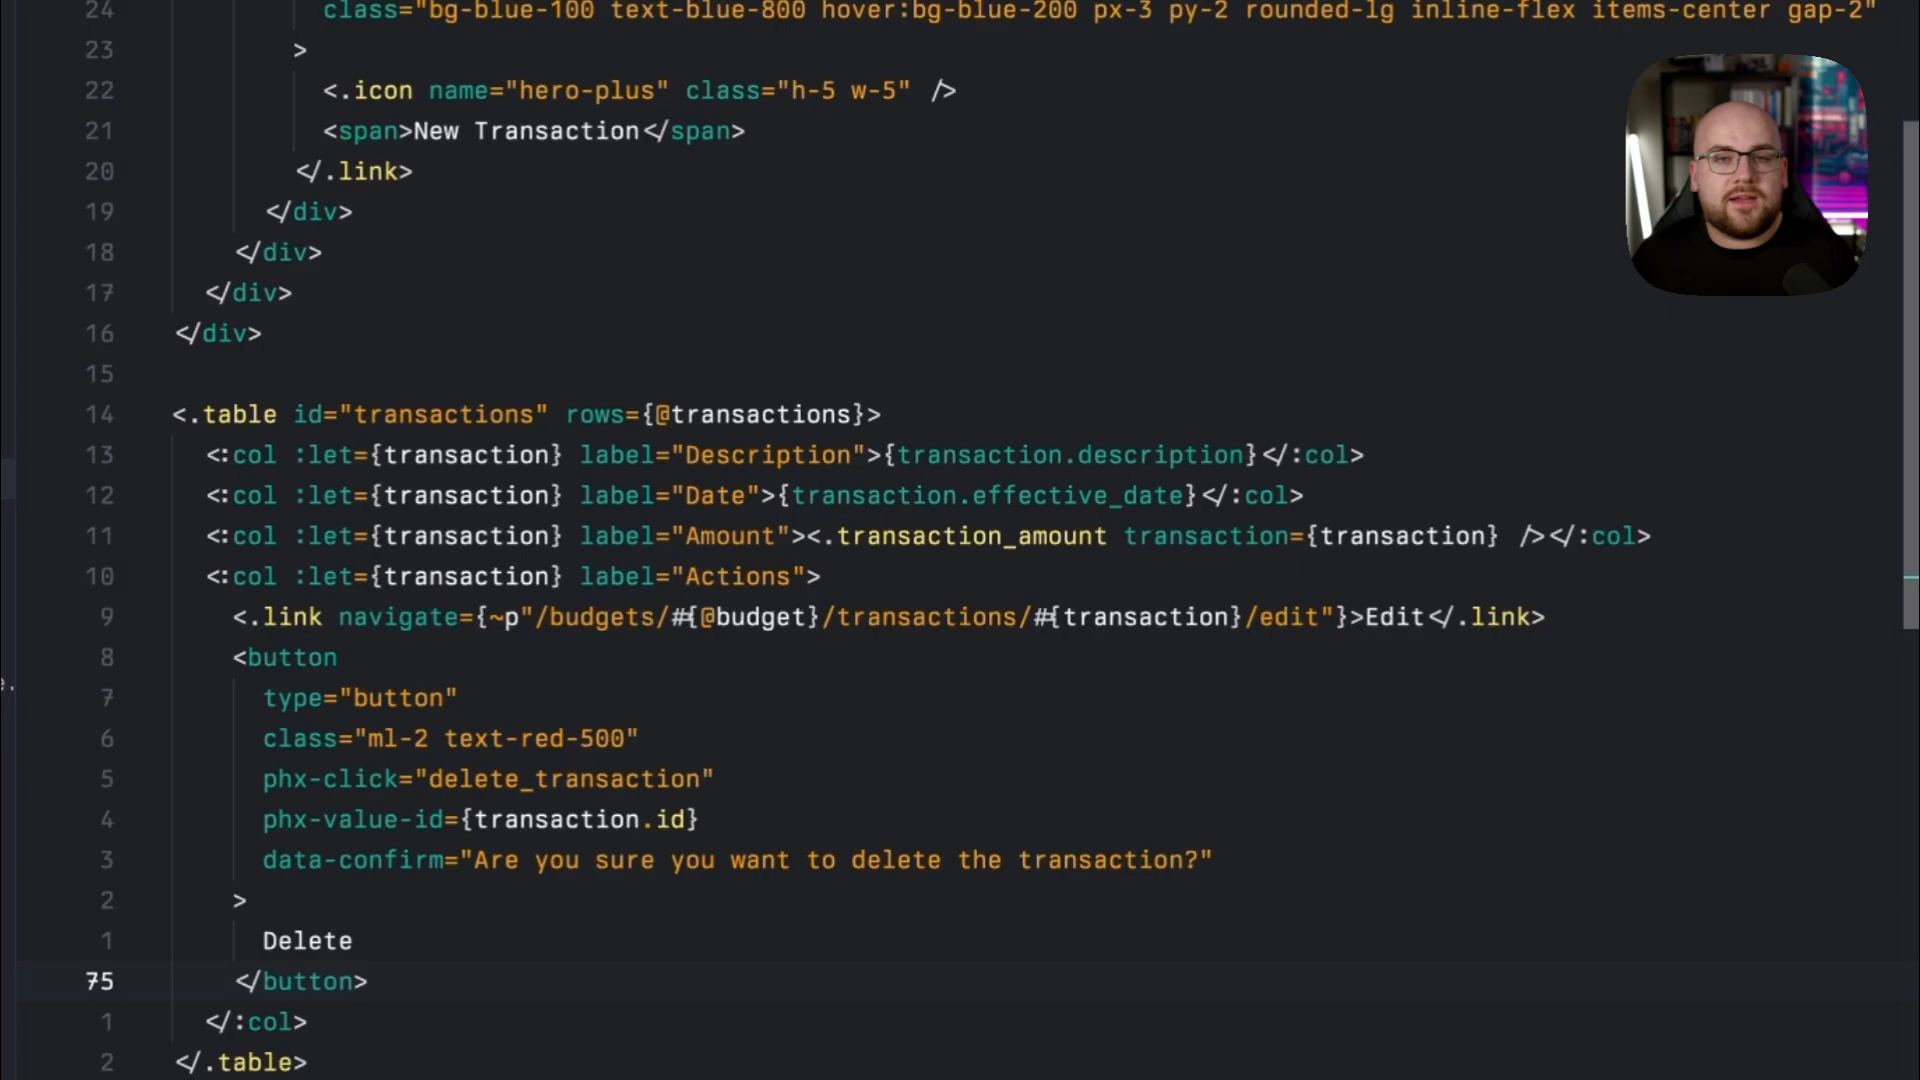 24 class="bg-blue-100 text-blue-800 hover:bg-blue-200 px-3 py-2 rounded-lg inline-flex items-center gap-2"
23 >
22 <.icon name="hero-plus" class="h-5 w-5" />
21 <span>New Transaction</span>
20 </.link>
19 </div>
18 </div>
17 </div>
16 </div>
15
14 <.table id="transactions" rows={@transactions}>
13 <:col :let={transaction} label="Description">{transaction.description}</:col>
12 <:col :let={transaction} label="Date">{transaction.effective_date}</:col>
11 <:col :let={transaction} label="Amount"><.transaction_amount transaction={transaction} /></:col>
10 <:col :let={transaction} label="Actions">
9 <.link navigate={~p"/budgets/#{@budget}/transactions/#{transaction}/edit"}>Edit</.link>
8 <button
7 type="button"
6 class="ml-2 text-red-500"
5 phx-click="delete_transaction"
4 phx-value-id={transaction.id}
3 data-confirm="Are you sure you want to delete the transaction?"
2 >
1 Delete
75 </button>
1 </:col>
2 </.table>